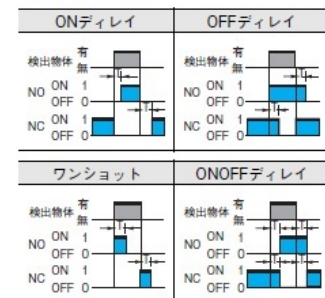 ONディレイ
検出物体 有
無
T
NO ON 1
OFF 0
T
NC ON 1
OFF 0
OFFディレイ
検出物体 有
無
T
NO ON 1
OFF 0
T
NC ON 1
OFF 0
ワンショット
検出物体 有
無
T
NO ON 1
OFF 0
T
NC ON 1
OFF 0
ONOFFディレイ
検出物体 有
無
T T
NO ON 1
OFF 0
T T
NC ON 1
OFF 0